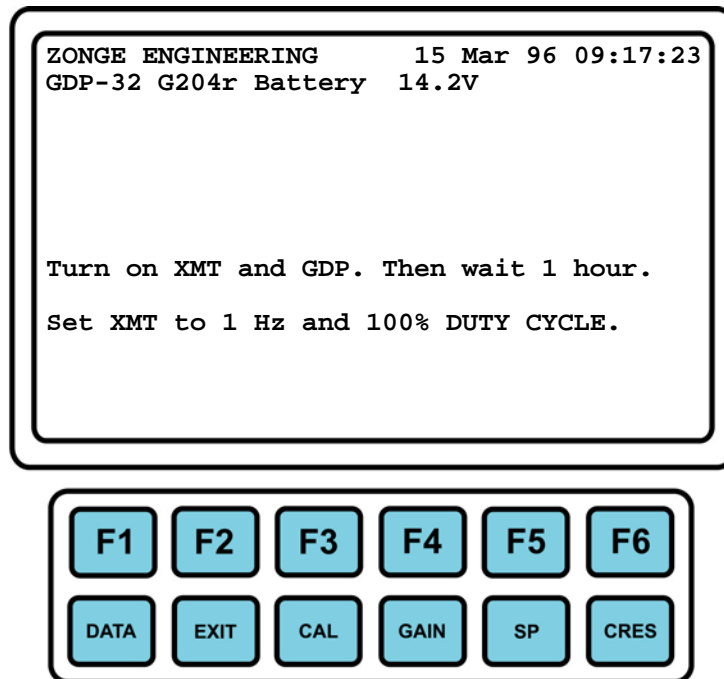 ZONGE ENGINEERING 15 Mar 96 09:17:23
GDP-32 G204r Battery 14.2V
Turn on XMT and GDP. Then wait 1 hour.
Set XMT to 1 Hz and 100% DUTY CYCLE.
F1 F2 F3 F4 F5 F6
DATA EXIT CAL GAIN SP CRES